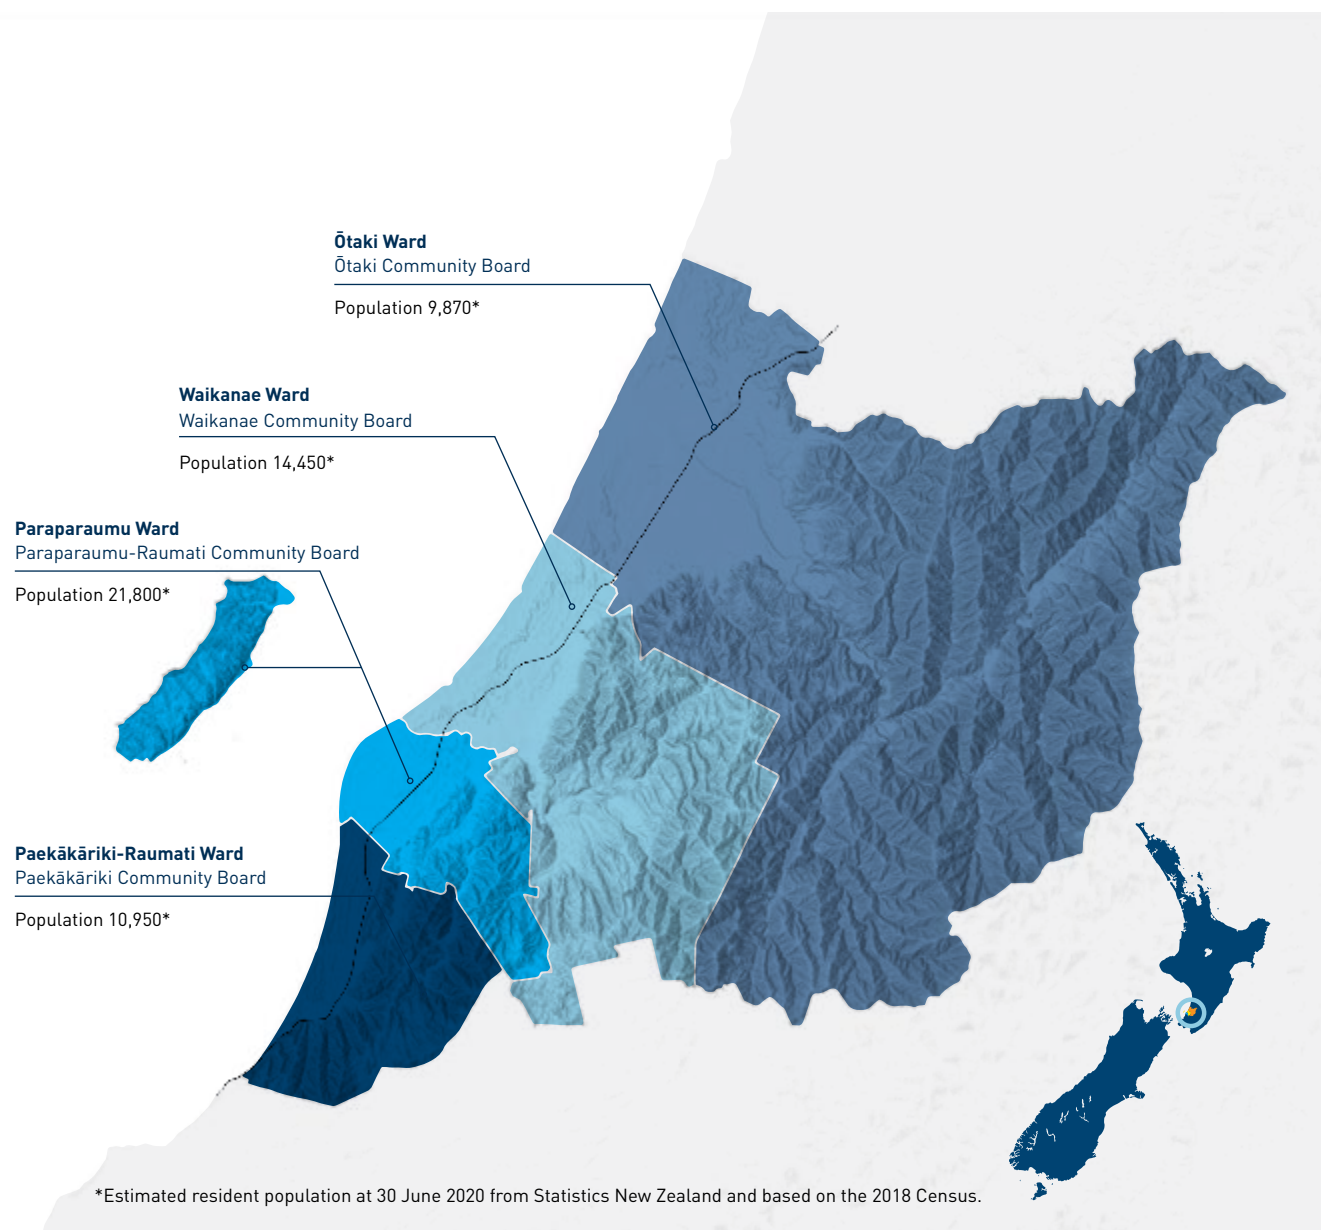 Ōtaki Ward
Ōtaki Community Board
Population 9,870*
Waikanae Ward
Waikanae Community Board
Population 14,450*
Paraparaumu Ward
Paraparaumu-Raumati Community Board
Population 21,800*
Paekākāriki-Raumati Ward
Paekākāriki Community Board
Population 10,950*
*Estimated resident population at 30 June 2020 from Statistics New Zealand and based on the 2018 Census.